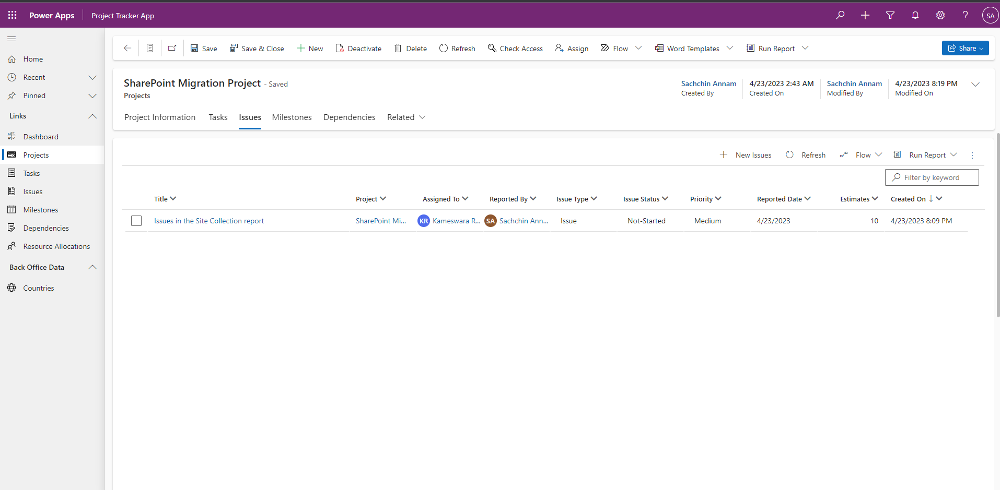 Power Apps Project Tracker App SA
Save Save & Close New Deactivate Delete Refresh Check Access Assign Flow Word Templates Run Report Share
Home
Recent
Pinned
Links
Dashboard
Projects
Tasks
Issues
Milestones
Dependencies
Resource Allocations
Back Office Data
Countries
SharePoint Migration Project - Saved
Projects
Sachchin Annam 4/23/2023 2:43 AM Sachchin Annam 4/23/2023 8:19 PM
Created By Created On Modified By Modified On
Project Information Tasks Issues Milestones Dependencies Related
New Issues Refresh Flow Run Report
Filter by keyword
Title Project Assigned To Reported By Issue Type Issue Status Priority Reported Date Estimates Created On
Issues in the Site Collection report SharePoint Mi... KR Kameswara R... SA Sachchin Ann... Issue Not-Started Medium 4/23/2023 10 4/23/2023 8:09 PM